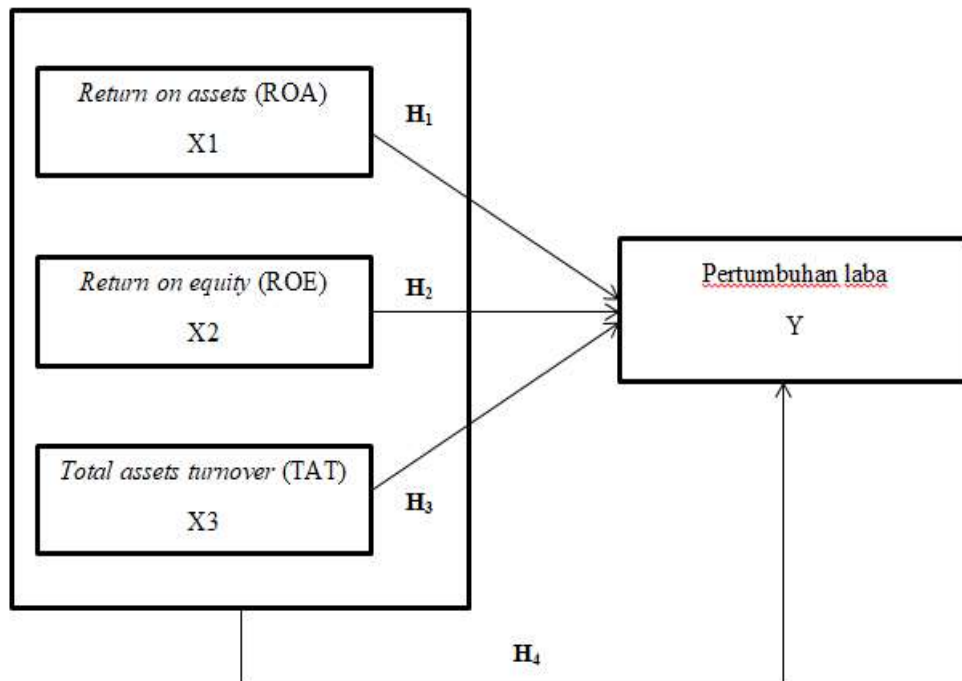 Return on assets (ROA)
X1
H₁
Return on equity (ROE)
X2
H₂
Pertumbuhan laba
Y
Total assets turnover (TAT)
X3
H₃
H₄